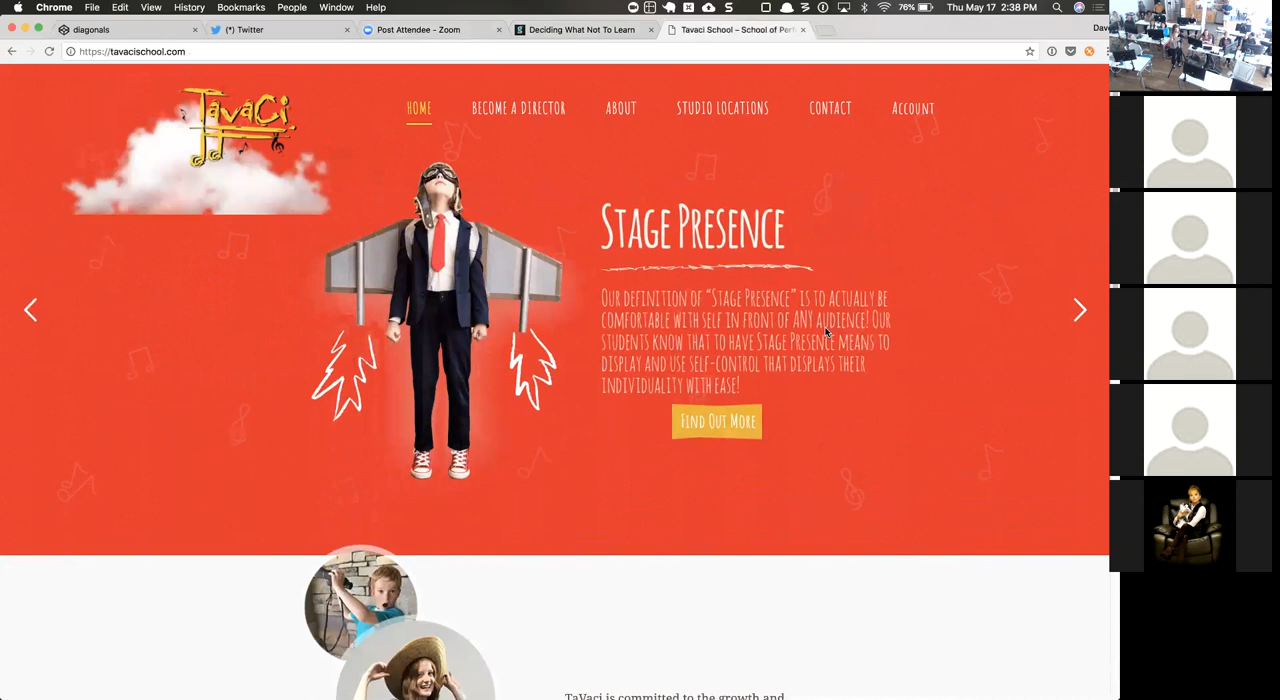 Chrome File Edit View History Bookmarks People Window Help 76% Thu May 17 2:38 PM
diagonals (*) Twitter Post Attendee - Zoom Deciding What Not To Learn Tavaci School – School of Perf
https://tavacischool.com
TavaCi
HOME BECOME A DIRECTOR ABOUT STUDIO LOCATIONS CONTACT Account
STAGE PRESENCE
OUR DEFINITION OF “STAGE PRESENCE” IS TO ACTUALLY BE
COMFORTABLE WITH SELF IN FRONT OF ANY AUDIENCE! OUR
STUDENTS KNOW THAT TO HAVE STAGE PRESENCE MEANS TO
DISPLAY AND USE SELF-CONTROL THAT DISPLAYS THEIR
INDIVIDUALITY WITH EASE!
FIND OUT MORE
TaVaci is committed to the growth and